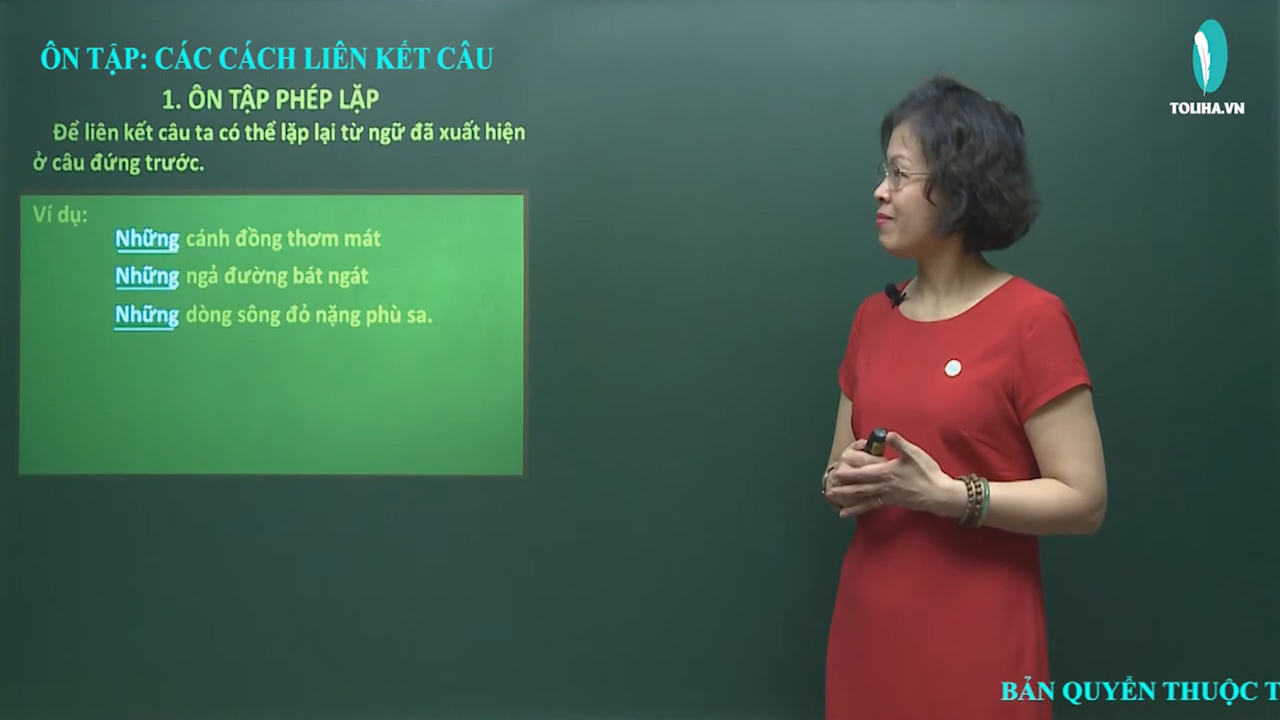 ÔN TẬP: CÁC CÁCH LIÊN KẾT CÂU
1. ÔN TẬP PHÉP LẶP
Để liên kết câu ta có thể lặp lại từ ngữ đã xuất hiện
ở câu đứng trước.
Ví dụ:
Những cánh đồng thơm mát
Những ngả đường bát ngát
Những dòng sông đỏ nặng phù sa.
TOLIHA.VN
BẢN QUYỀN THUỘC T